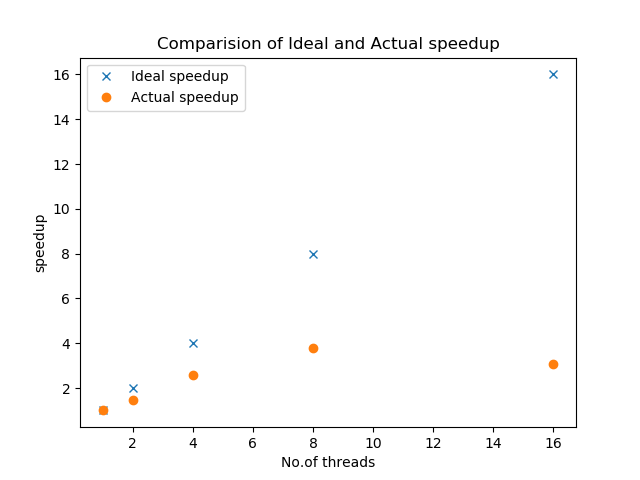 Comparision of Ideal and Actual speedup
Ideal speedup
Actual speedup
16
14
12
10
8
6
4
2
speedup
2 4 6 8 10 12 14 16
No.of threads